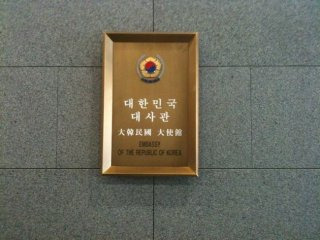 대한민국
대사관
大韓民國 大使館
EMBASSY
OF THE REPUBLIC OF KOREA